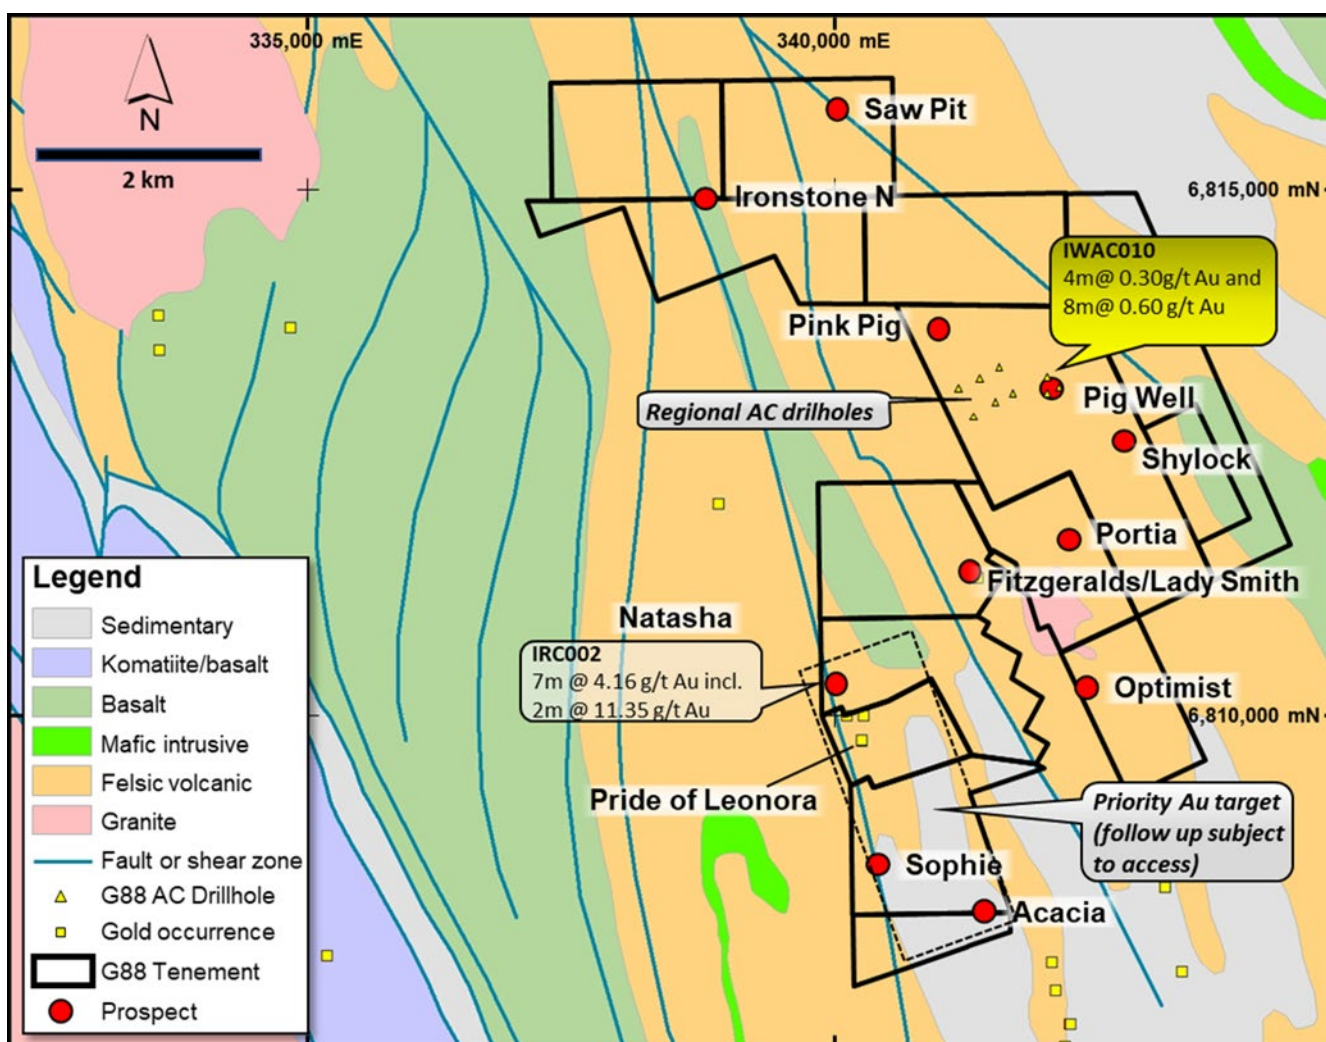 335,000 mE
340,000 mE
N
2 km
Saw Pit
6,815,000 mN
Ironstone N
IWAC010
4m@ 0.30g/t Au and
8m@ 0.60 g/t Au
Pink Pig
Pig Well
Regional AC drilholes
Shylock
Portia
Fitzgeralds/Lady Smith
Natasha
IRC002
7m @ 4.16 g/t Au incl.
2m @ 11.35 g/t Au
Optimist
6,810,000 mN
Pride of Leonora
Priority Au target
(follow up subject
to access)
Sophie
Acacia
Legend
Sedimentary
Komatiite/basalt
Basalt
Mafic intrusive
Felsic volcanic
Granite
Fault or shear zone
G88 AC Drillhole
Gold occurrence
G88 Tenement
Prospect